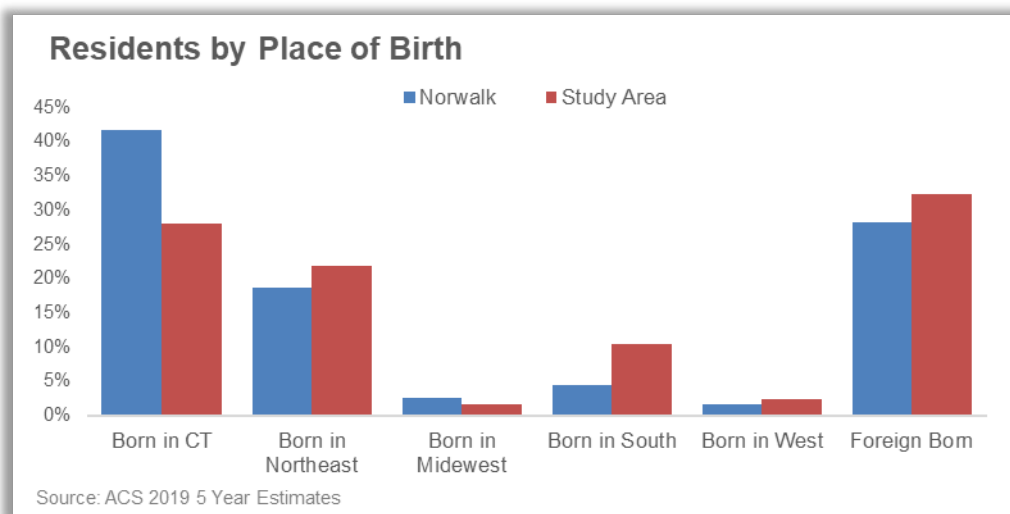 Residents by Place of Birth
Norwalk Study Area
45%
40%
35%
30%
25%
20%
15%
10%
5%
0%
Born in CT
Born in
Northeast
Born in
Midewest
Born in South
Born in West
Foreign Born
Source: ACS 2019 5 Year Estimates